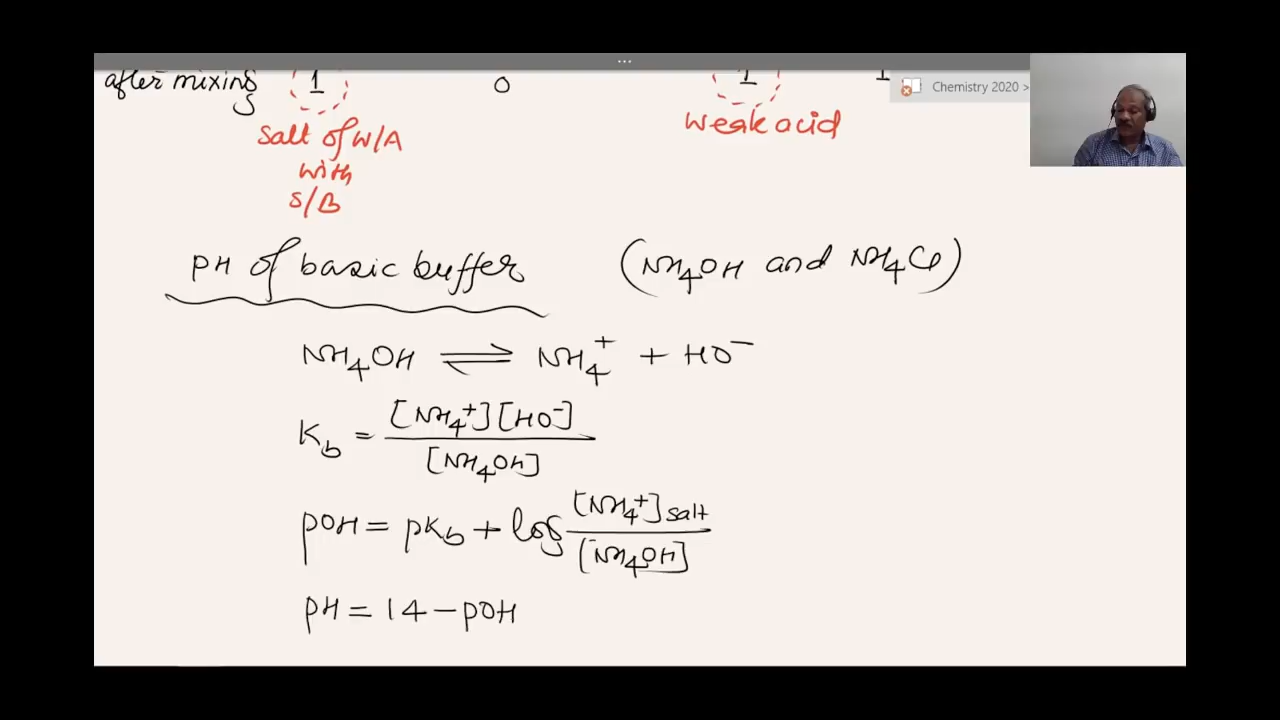 after mixing 1 0 1 1
Chemistry 2020 >
Salt of W/A weak acid
with
S/B
pH of basic buffer (NH4OH and NH4Cl)
NH4OH ⇌ NH4+ + HO−
Kb = [NH4+][HO−] / [NH4OH]
pOH = pKb + log [NH4+]salt / [NH4OH]
pH = 14 − pOH